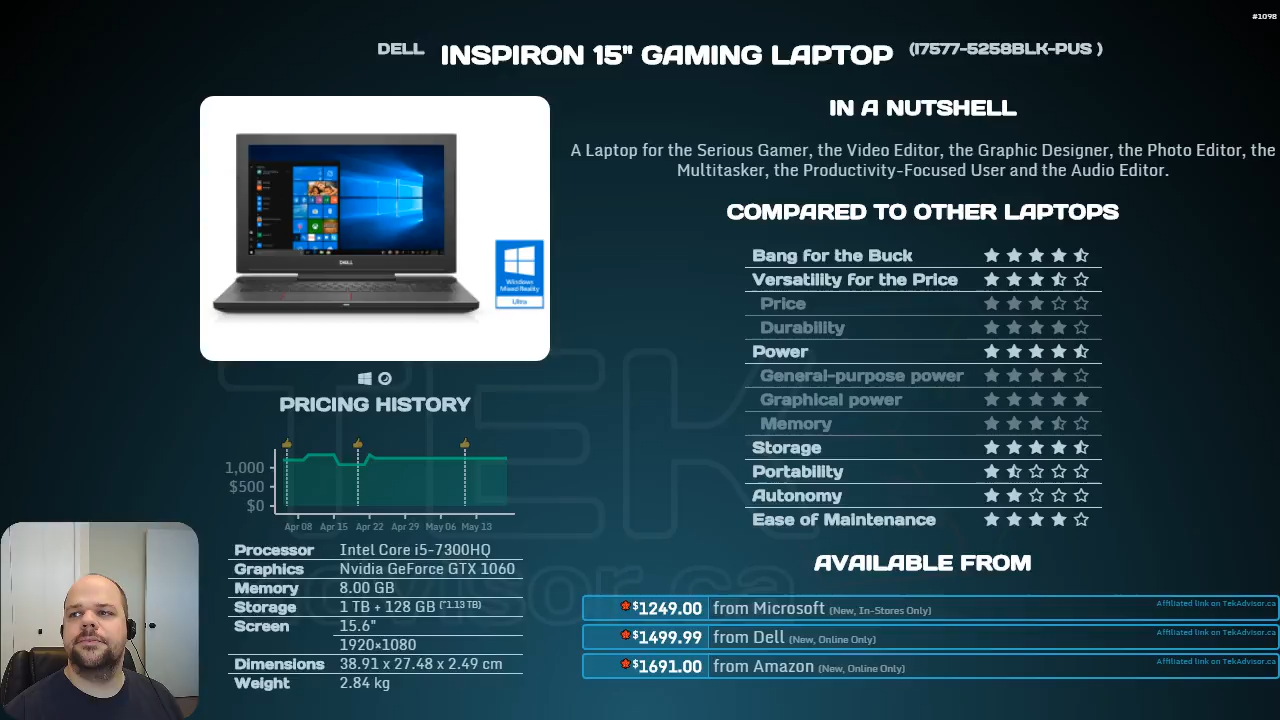 #1098
DELL INSPIRON 15" GAMING LAPTOP (I7577-5258BLK-PUS )
IN A NUTSHELL
A Laptop for the Serious Gamer, the Video Editor, the Graphic Designer, the Photo Editor, the
Multitasker, the Productivity-Focused User and the Audio Editor.
COMPARED TO OTHER LAPTOPS
Bang for the Buck
Versatility for the Price
Price
Durability
Power
General-purpose power
Graphical power
Memory
Storage
Portability
Autonomy
Ease of Maintenance
DELL
Windows
Mixed Reality
Ultra
PRICING HISTORY
1,000
$500
$0
Apr 08 Apr 15 Apr 22 Apr 29 May 06 May 13
Processor Intel Core i5-7300HQ
Graphics Nvidia GeForce GTX 1060
Memory 8.00 GB
Storage 1 TB + 128 GB (~1.13 TB)
Screen 15.6"
1920×1080
Dimensions 38.91 x 27.48 x 2.49 cm
Weight 2.84 kg
AVAILABLE FROM
$1249.00 from Microsoft (New, In-Stores Only) Affiliated link on TekAdvisor.ca
$1499.99 from Dell (New, Online Only) Affiliated link on TekAdvisor.ca
$1691.00 from Amazon (New, Online Only) Affiliated link on TekAdvisor.ca
TEK
advisor.ca